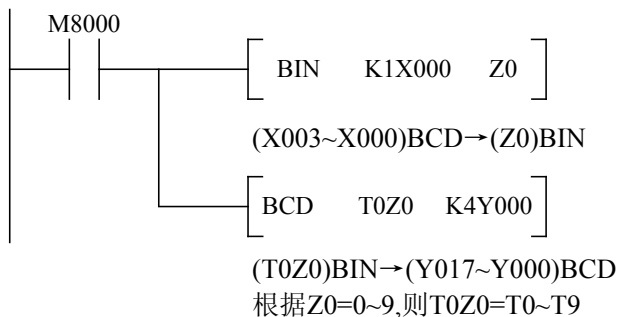 M8000
BIN K1X000 Z0
(X003~X000)BCD→(Z0)BIN
BCD T0Z0 K4Y000
(T0Z0)BIN→(Y017~Y000)BCD
根据Z0=0~9,则T0Z0=T0~T9